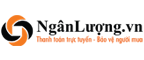 NgânLượng.vn
Thanh toán trực tuyến - Bảo vệ người mua